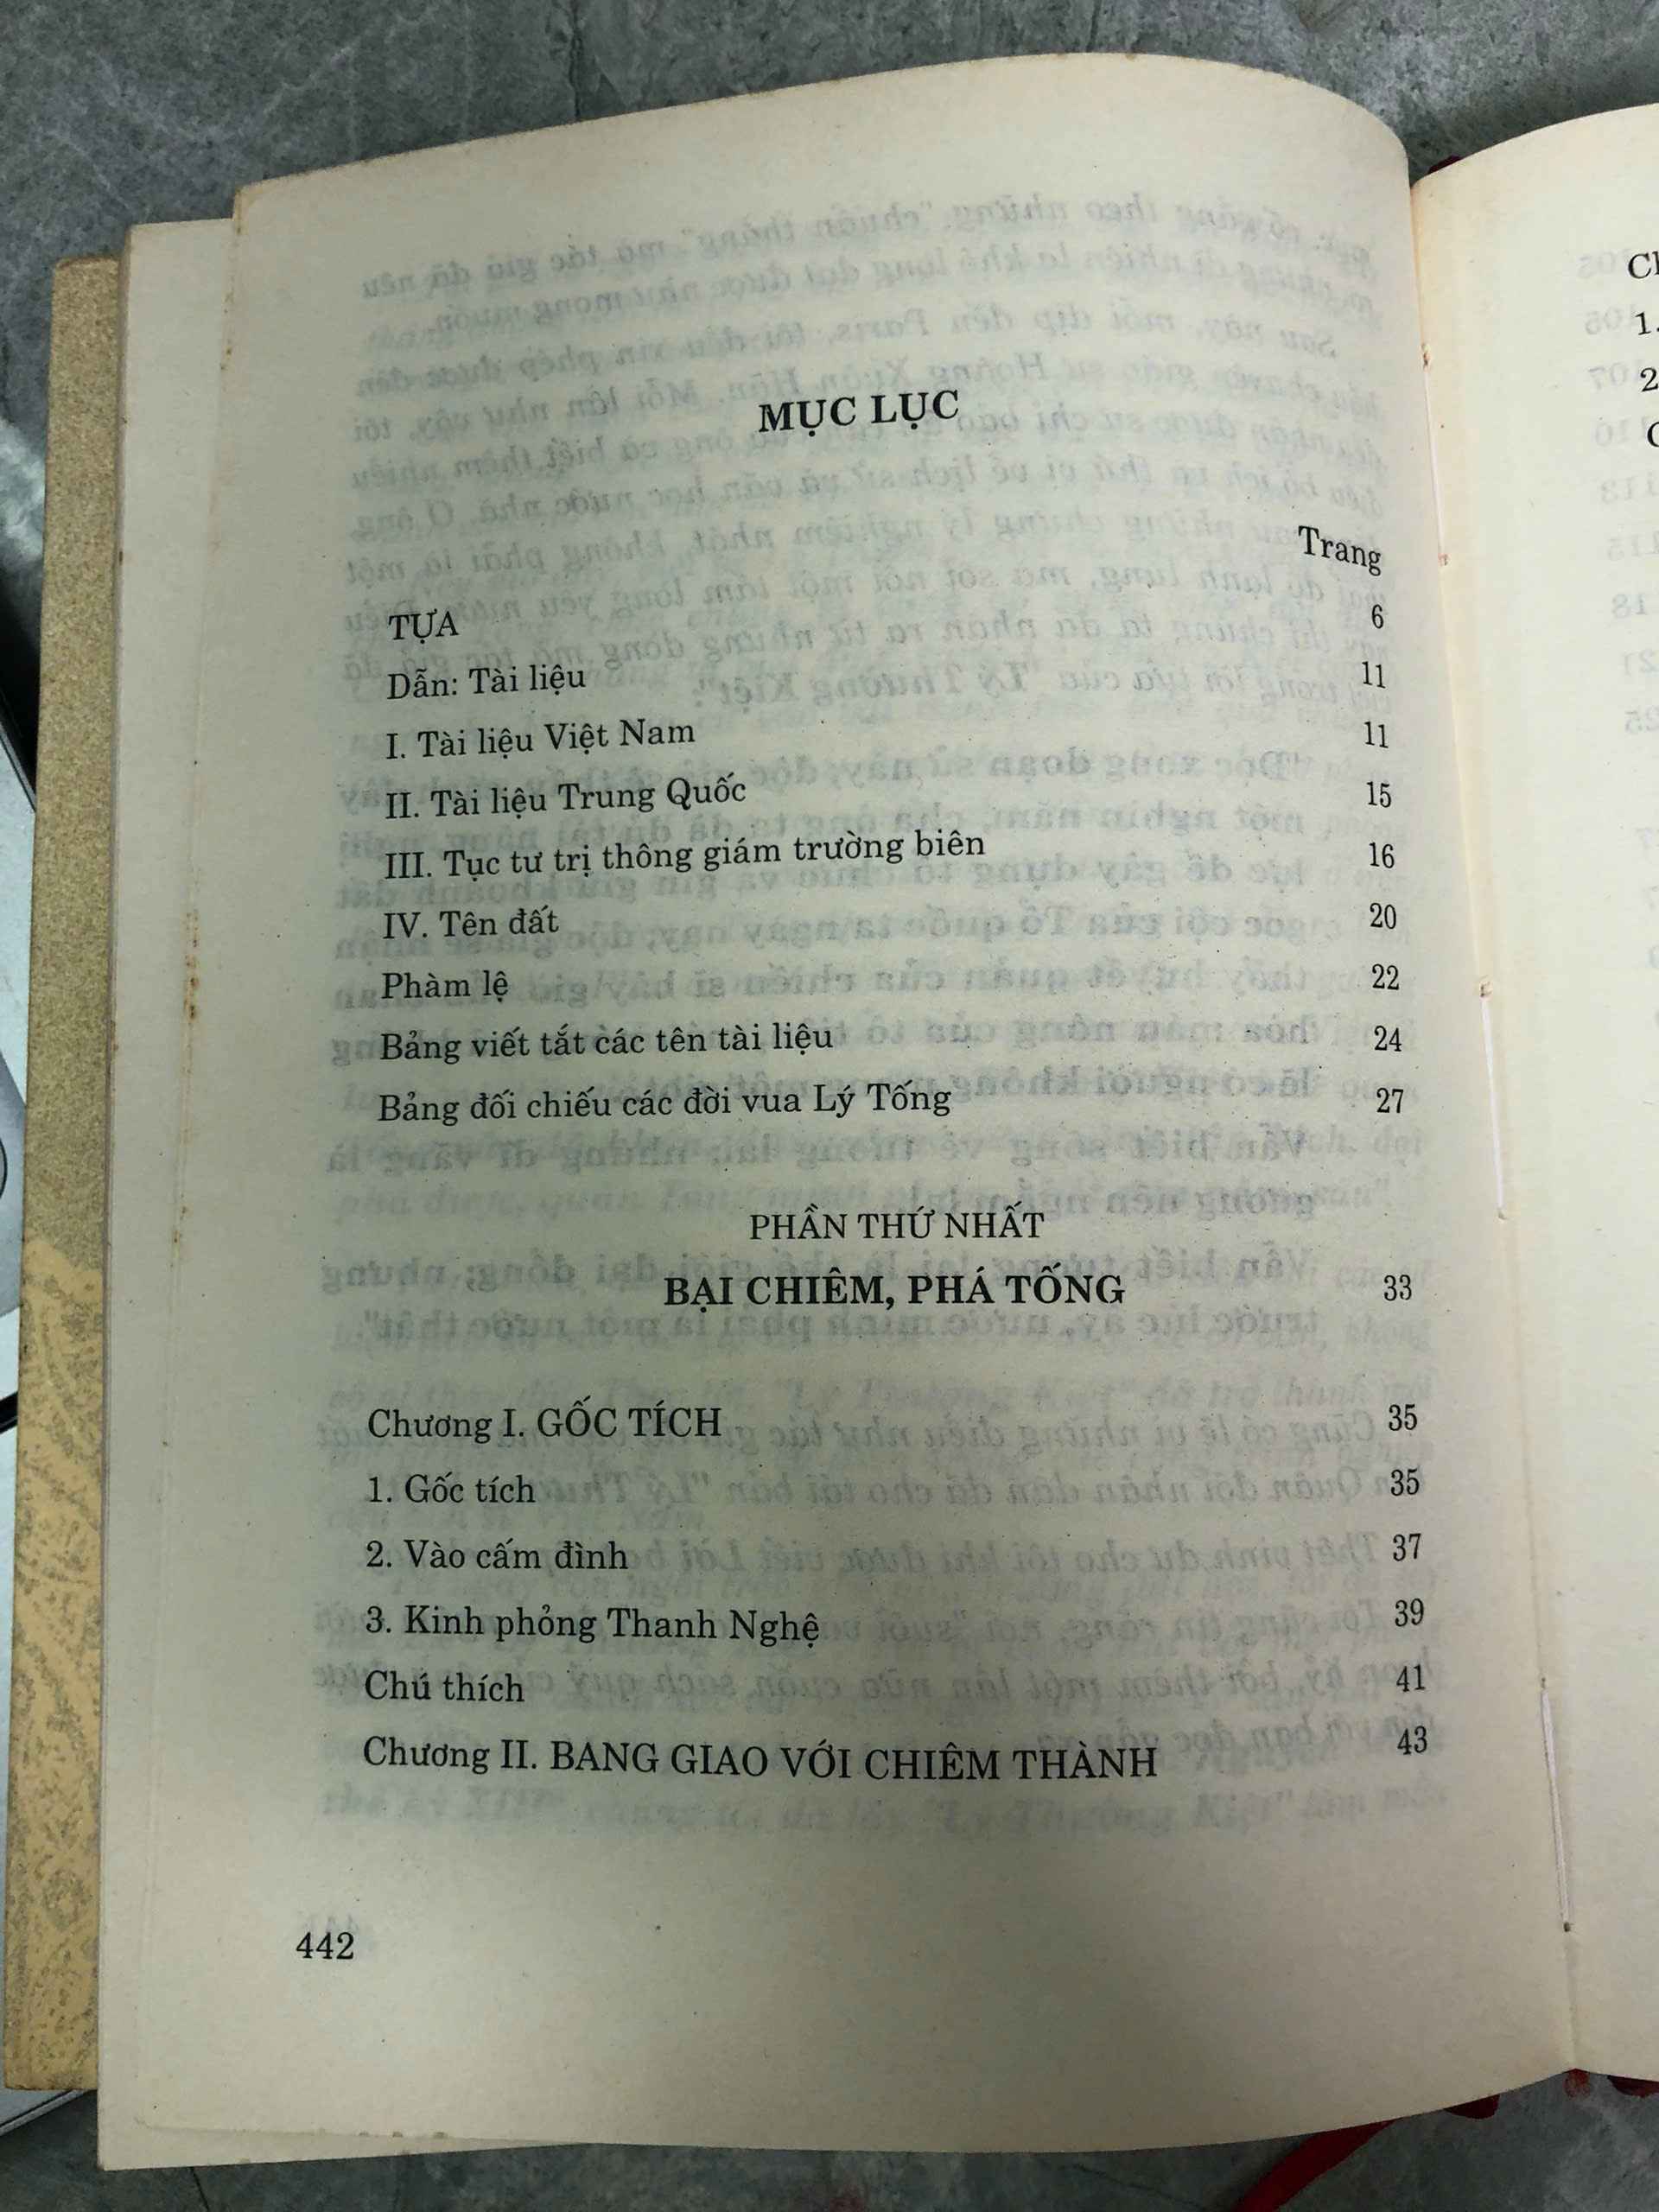 MỤC LỤC
Trang
TỰA 6
Dẫn: Tài liệu 11
I. Tài liệu Việt Nam 11
II. Tài liệu Trung Quốc 15
III. Tục tư trị thông giám trường biên 16
IV. Tên đất 20
Phàm lệ 22
Bảng viết tắt các tên tài liệu 24
Bảng đối chiếu các đời vua Lý Tống 27
PHẦN THỨ NHẤT
BẠI CHIÊM, PHÁ TỐNG 33
Chương I. GỐC TÍCH 35
1. Gốc tích 35
2. Vào cấm đình 37
3. Kinh phỏng Thanh Nghệ 39
Chú thích 41
Chương II. BANG GIAO VỚI CHIÊM THÀNH 43
442
1.
2